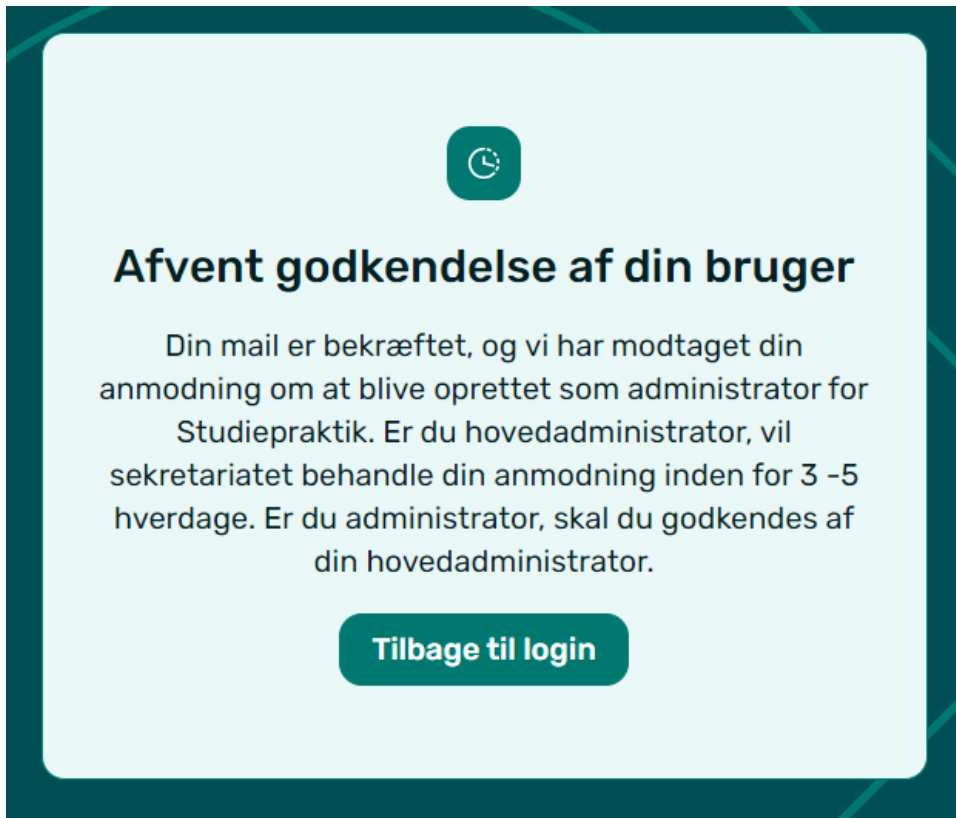 Afvent godkendelse af din bruger
Din mail er bekræftet, og vi har modtaget din
anmodning om at blive oprettet som administrator for
Studiepraktik. Er du hovedadministrator, vil
sekretariatet behandle din anmodning inden for 3 -5
hverdage. Er du administrator, skal du godkendes af
din hovedadministrator.
Tilbage til login